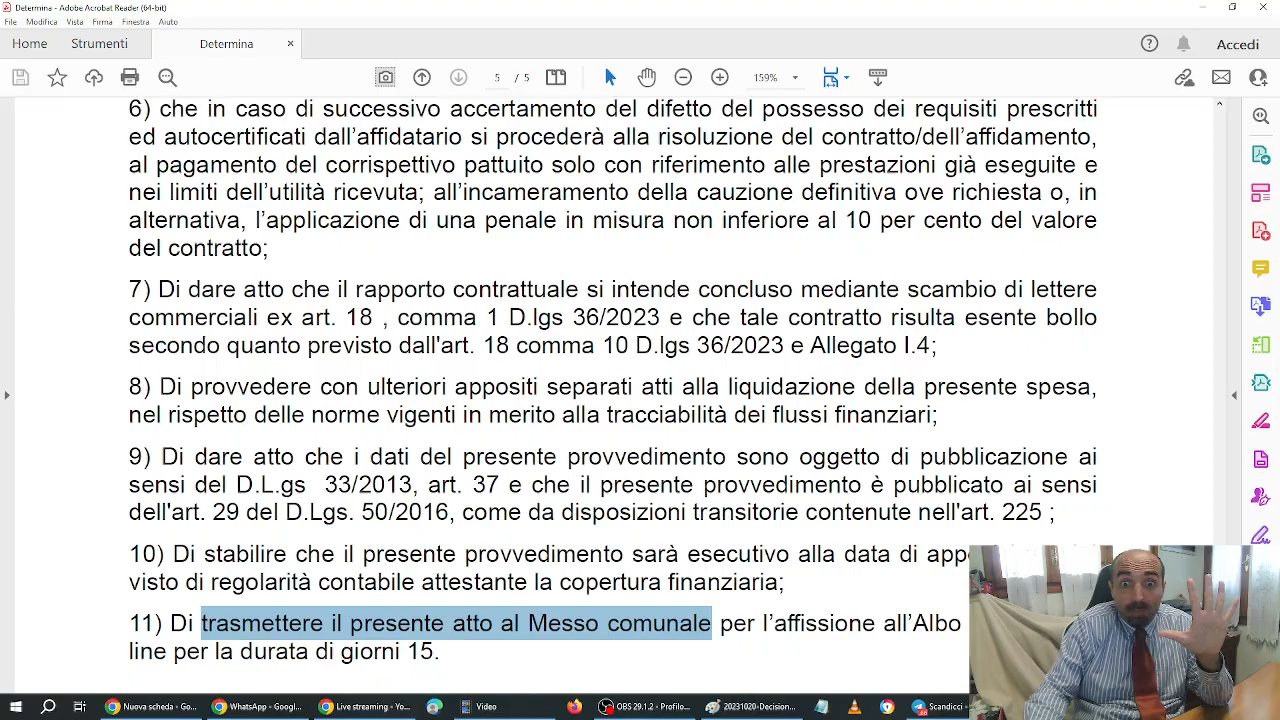 Determina - Adobe Acrobat Reader (64-bit)
File Modifica Vista Firma Finestra Aiuto
Home Strumenti Determina × Accedi
5 / 5 159%
6) che in caso di successivo accertamento del difetto del possesso dei requisiti prescritti
ed autocertificati dall’affidatario si procederà alla risoluzione del contratto/dell’affidamento,
al pagamento del corrispettivo pattuito solo con riferimento alle prestazioni già eseguite e
nei limiti dell’utilità ricevuta; all’incameramento della cauzione definitiva ove richiesta o, in
alternativa, l’applicazione di una penale in misura non inferiore al 10 per cento del valore
del contratto;
7) Di dare atto che il rapporto contrattuale si intende concluso mediante scambio di lettere
commerciali ex art. 18 , comma 1 D.lgs 36/2023 e che tale contratto risulta esente bollo
secondo quanto previsto dall'art. 18 comma 10 D.lgs 36/2023 e Allegato I.4;
8) Di provvedere con ulteriori appositi separati atti alla liquidazione della presente spesa,
nel rispetto delle norme vigenti in merito alla tracciabilità dei flussi finanziari;
9) Di dare atto che i dati del presente provvedimento sono oggetto di pubblicazione ai
sensi del D.L.gs 33/2013, art. 37 e che il presente provvedimento è pubblicato ai sensi
dell'art. 29 del D.Lgs. 50/2016, come da disposizioni transitorie contenute nell'art. 225 ;
10) Di stabilire che il presente provvedimento sarà esecutivo alla data di appo
visto di regolarità contabile attestante la copertura finanziaria;
11) Di trasmettere il presente atto al Messo comunale per l’affissione all’Albo
line per la durata di giorni 15.
Nuova scheda - Go... WhatsApp - Googl... Live streaming - Yo... Video OBS 29.1.2 - Profilo... 20231020-Decision... Candicci -